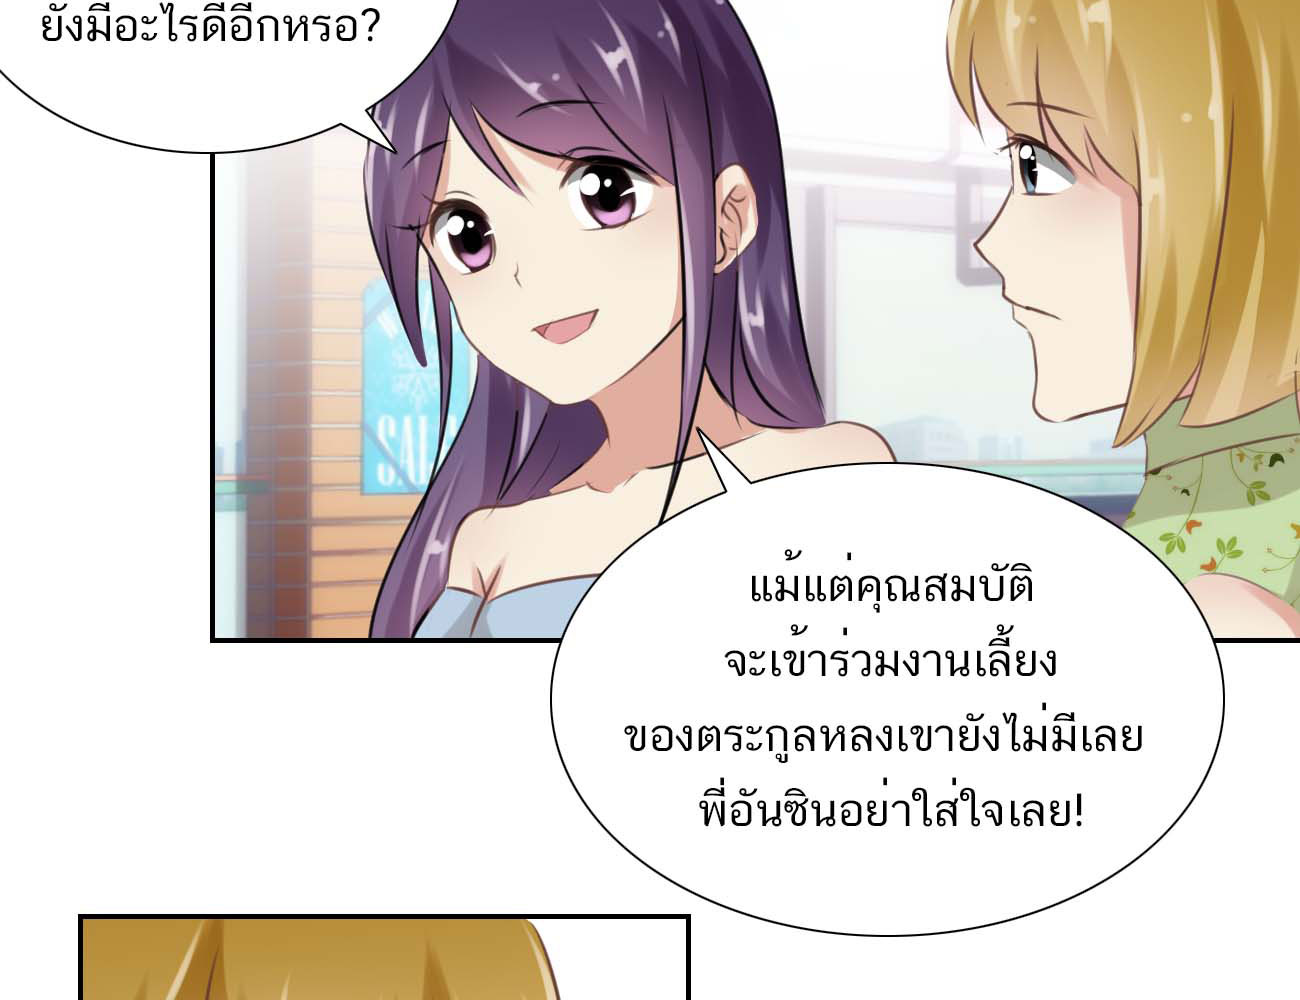 ยังมีอะไรดีอีกหรอ?
SAL
แม้แต่คุณสมบัติ
จะเข้าร่วมงานเลี้ยง
ของตระกูลหลงเขายังไม่มีเลย
พี่อันซินอย่าใส่ใจเลย!